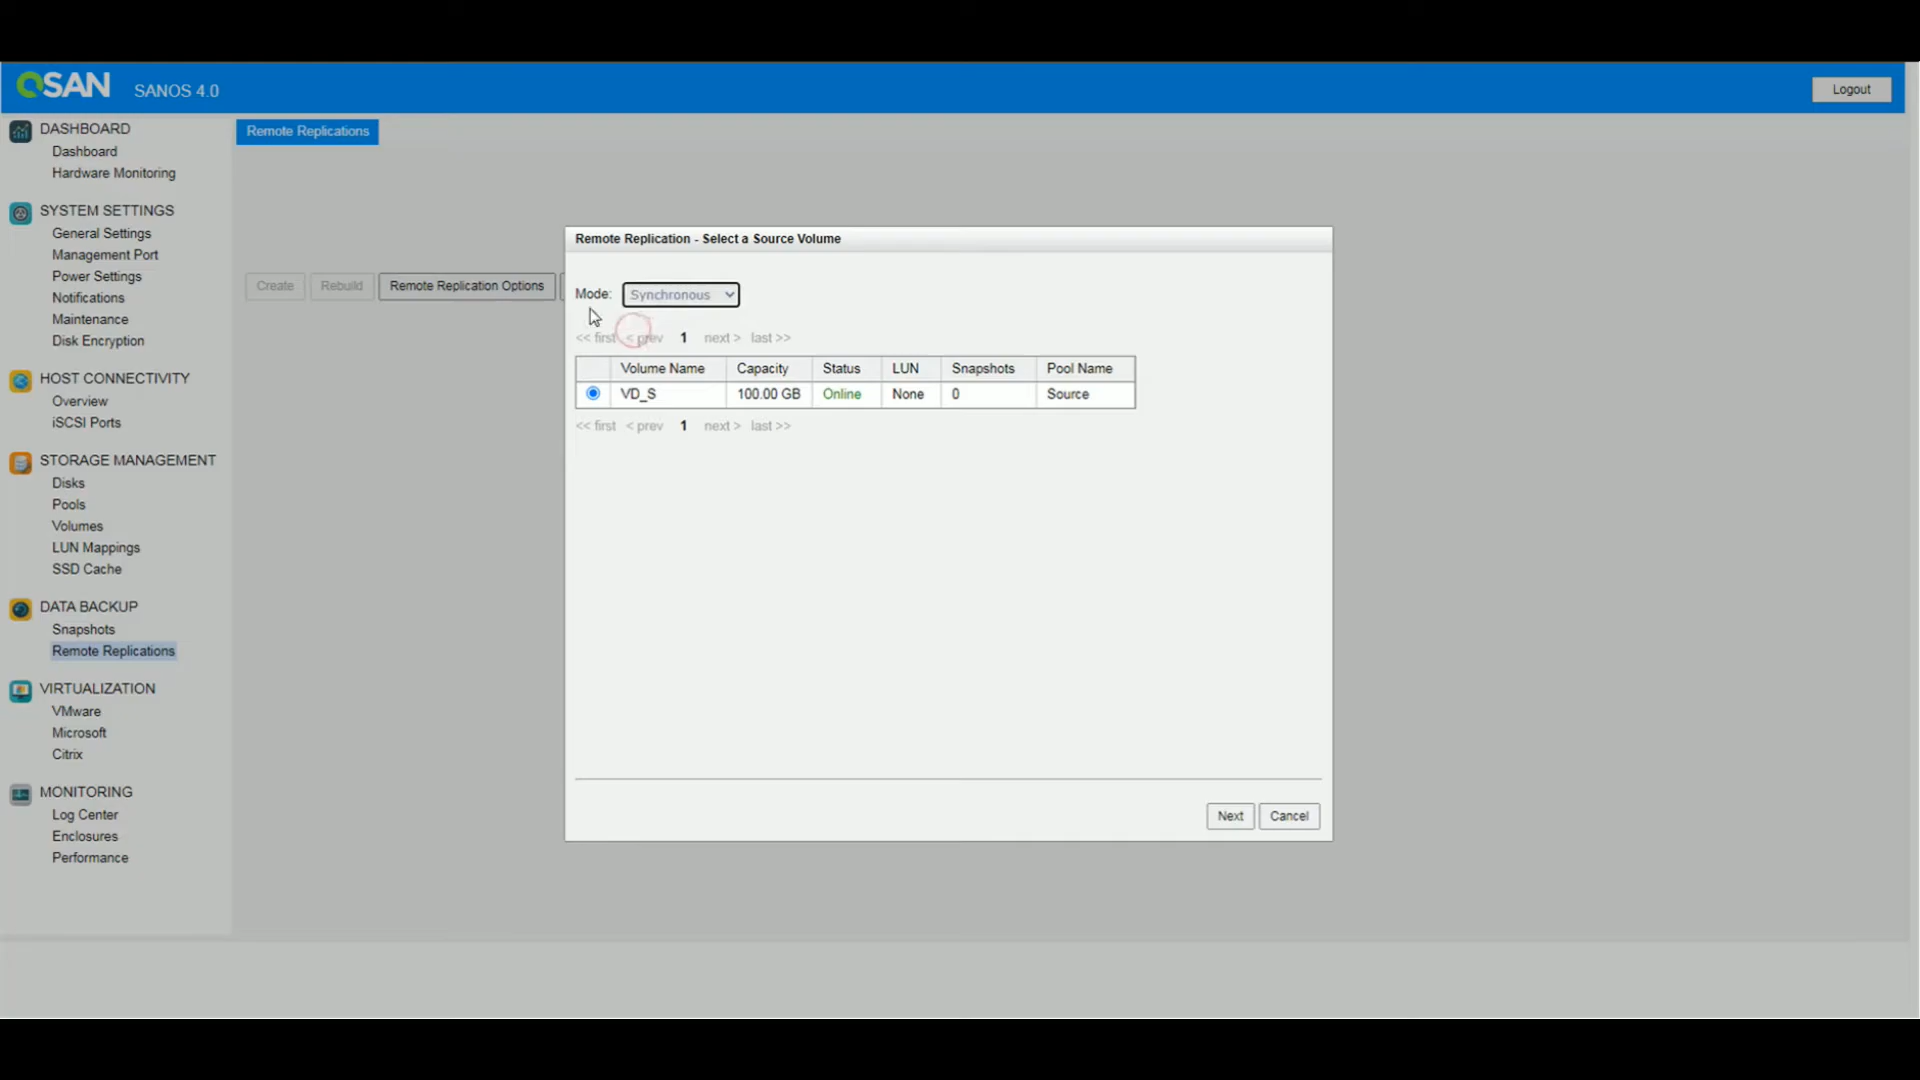 QSAN SANOS 4.0
Logout
DASHBOARD
Dashboard
Hardware Monitoring
SYSTEM SETTINGS
General Settings
Management Port
Power Settings
Notifications
Maintenance
Disk Encryption
HOST CONNECTIVITY
Overview
iSCSI Ports
STORAGE MANAGEMENT
Disks
Pools
Volumes
LUN Mappings
SSD Cache
DATA BACKUP
Snapshots
Remote Replications
VIRTUALIZATION
VMware
Microsoft
Citrix
MONITORING
Log Center
Enclosures
Performance
Remote Replications
Create Rebuild Remote Replication Options
Remote Replication - Select a Source Volume
Mode: Synchronous
<< first < prev 1 next > last >>
Volume Name Capacity Status LUN Snapshots Pool Name
VD_S 100.00 GB Online None 0 Source
<< first < prev 1 next > last >>
Next Cancel